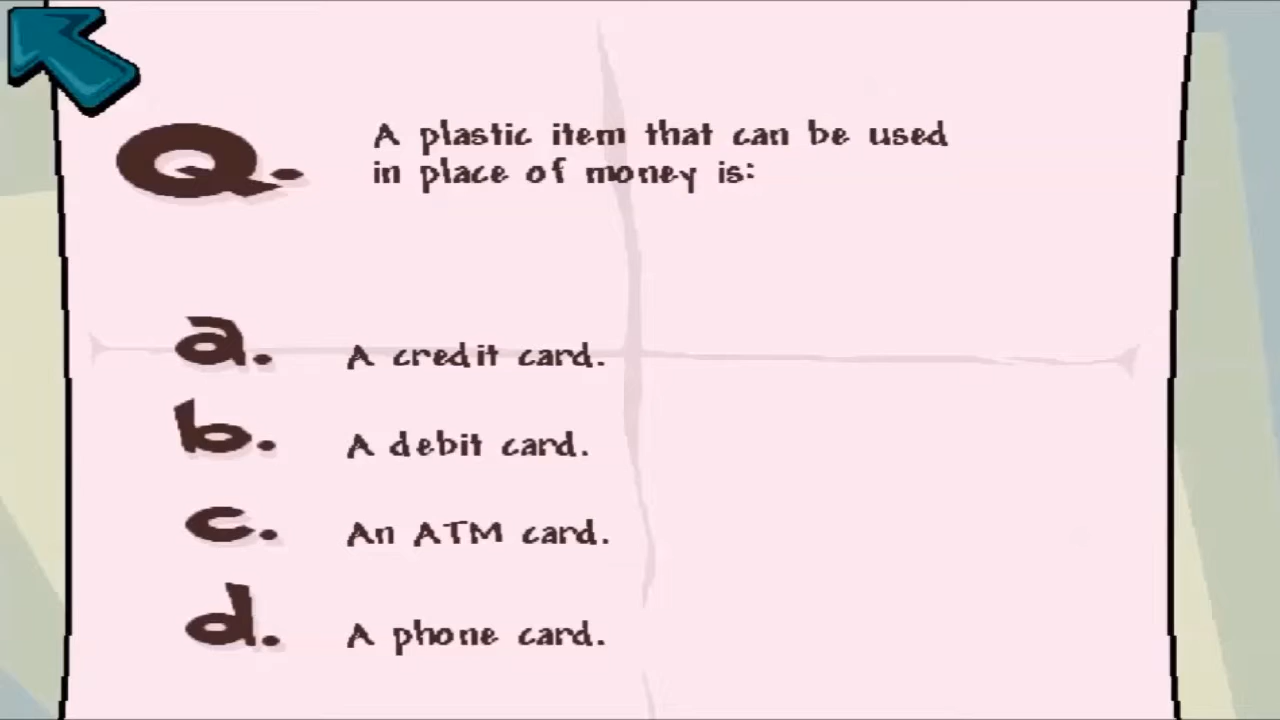 Q. A plastic item that can be used
in place of money is:
a. A credit card.
b. A debit card.
c. An ATM card.
d. A phone card.